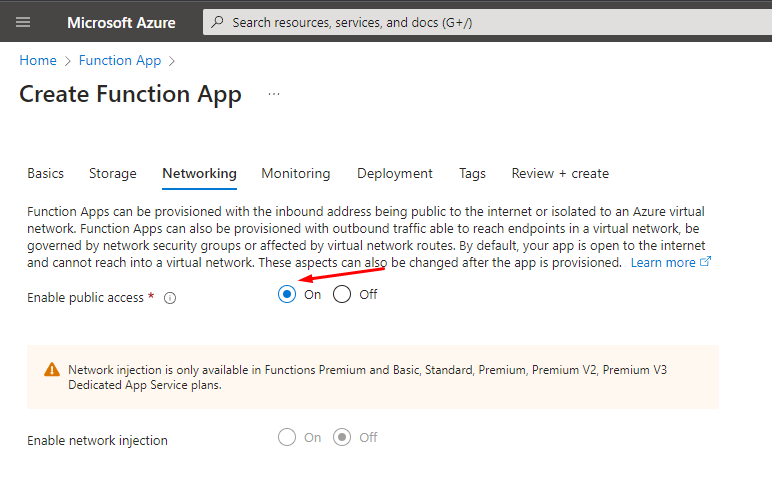 Microsoft Azure
Search resources, services, and docs (G+/)
Home > Function App >
Create Function App ...
Basics Storage Networking Monitoring Deployment Tags Review + create
Function Apps can be provisioned with the inbound address being public to the internet or isolated to an Azure virtual
network. Function Apps can also be provisioned with outbound traffic able to reach endpoints in a virtual network, be
governed by network security groups or affected by virtual network routes. By default, your app is open to the internet
and cannot reach into a virtual network. These aspects can also be changed after the app is provisioned. Learn more
Enable public access * On Off
Network injection is only available in Functions Premium and Basic, Standard, Premium, Premium V2, Premium V3
Dedicated App Service plans.
Enable network injection On Off